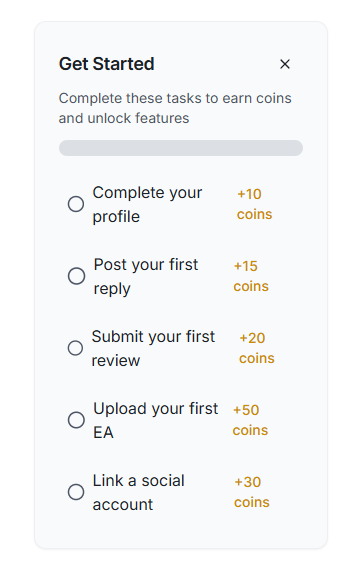 Get Started
Complete these tasks to earn coins
and unlock features
Complete your
profile
+10
coins
Post your first
reply
+15
coins
Submit your first
review
+20
coins
Upload your first
EA
+50
coins
Link a social
account
+30
coins